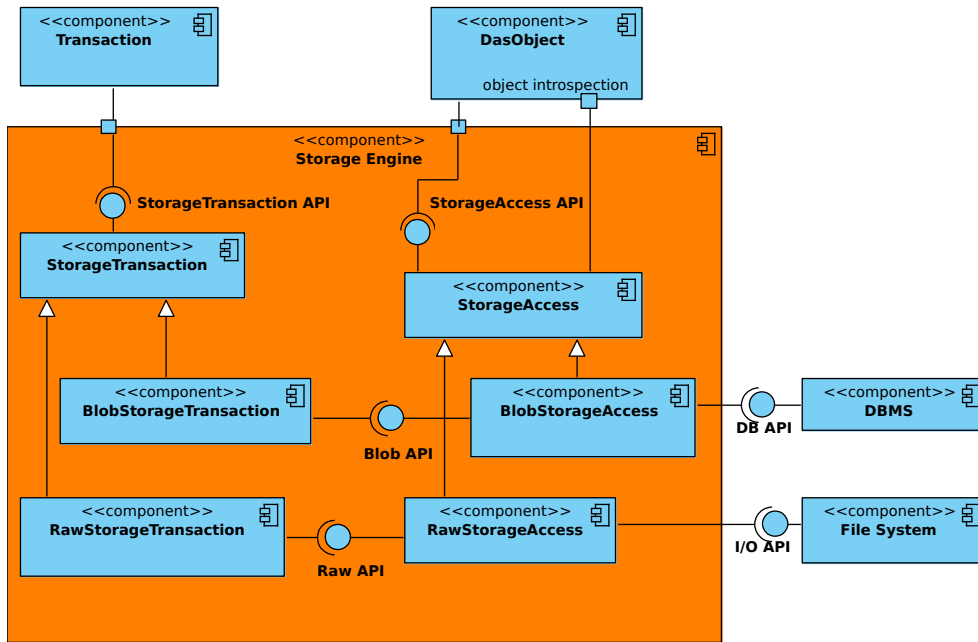 <<component>>
Transaction
<<component>>
DasObject
object introspection
<<component>>
Storage Engine
StorageTransaction API
StorageAccess API
<<component>>
StorageTransaction
<<component>>
StorageAccess
<<component>>
BlobStorageTransaction
Blob API
<<component>>
BlobStorageAccess
DB API
<<component>>
DBMS
<<component>>
RawStorageTransaction
Raw API
<<component>>
RawStorageAccess
I/O API
<<component>>
File System